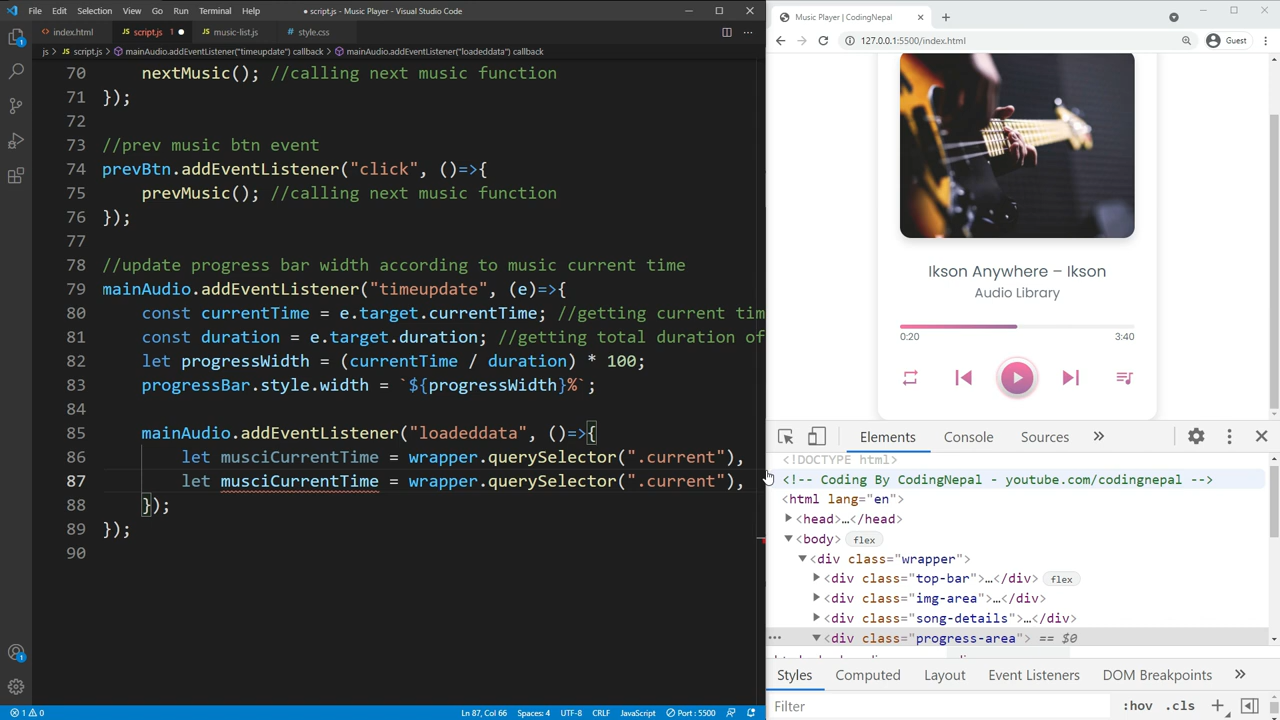 File Edit Selection View Go Run Terminal Help ● script.js - Music Player - Visual Studio Code
index.html script.js 1 ● music-list.js style.css
js > script.js > mainAudio.addEventListener("timeupdate") callback > mainAudio.addEventListener("loadeddata") callback
70 nextMusic(); //calling next music function
71 });
72
73 //prev music btn event
74 prevBtn.addEventListener("click", ()=>{
75 prevMusic(); //calling next music function
76 });
77
78 //update progress bar width according to music current time
79 mainAudio.addEventListener("timeupdate", (e)=>{
80 const currentTime = e.target.currentTime; //getting current tim
81 const duration = e.target.duration; //getting total duration of
82 let progressWidth = (currentTime / duration) * 100;
83 progressBar.style.width = `${progressWidth}%`;
84
85 mainAudio.addEventListener("loadeddata", ()=>{
86 let musciCurrentTime = wrapper.querySelector(".current"),
87 let musciCurrentTime = wrapper.querySelector(".current"),
88 });
89 });
90
1 0 Ln 87, Col 66 Spaces: 4 UTF-8 CRLF JavaScript Port : 5500
Music Player | CodingNepal
127.0.0.1:5500/index.html Guest
Ikson Anywhere – Ikson
Audio Library
0:20 3:40
Elements Console Sources »
<!DOCTYPE html>
<!-- Coding By CodingNepal - youtube.com/codingnepal -->
<html lang="en">
<head>…</head>
<body> flex
<div class="wrapper">
<div class="top-bar">…</div> flex
<div class="img-area">…</div>
<div class="song-details">…</div>
<div class="progress-area"> == $0
Styles Computed Layout Event Listeners DOM Breakpoints »
Filter :hov .cls +